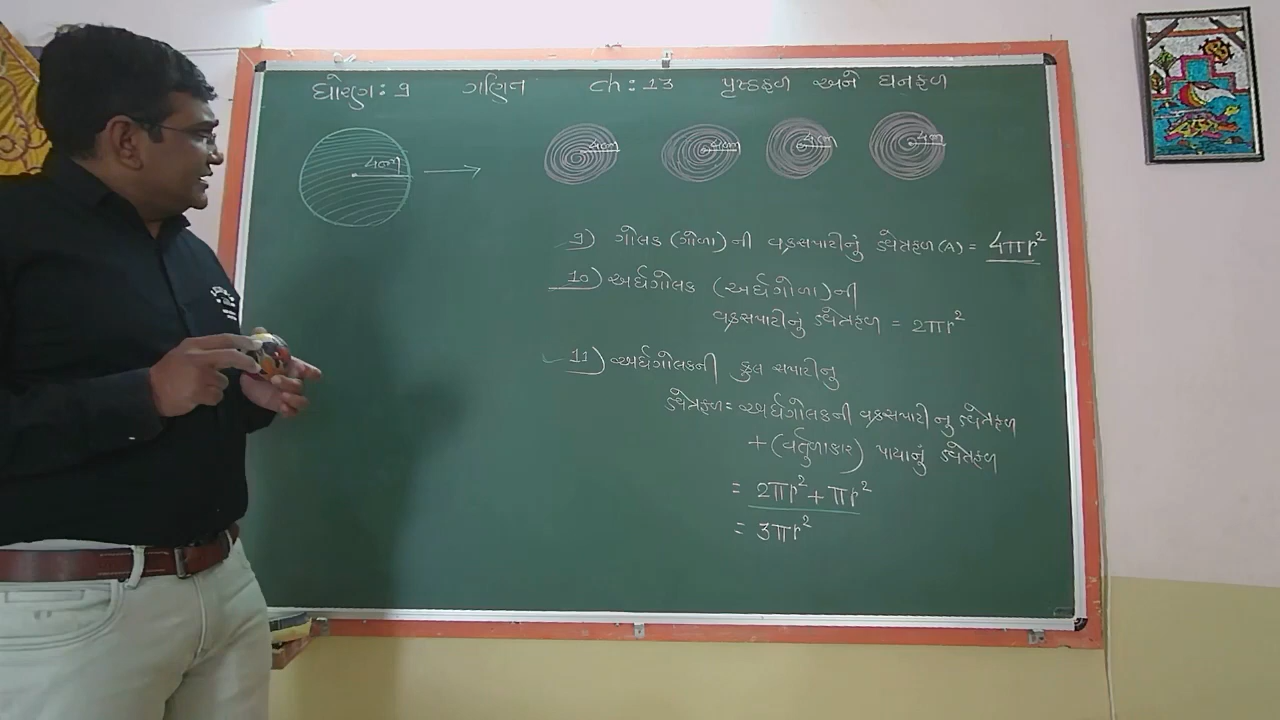 ધોરણ : 9 ગણિત ch : 13 પૃષ્ઠફળ અને ઘનફળ
9) ગોલક (ગોળા) ની વક્રસપાટીનું ક્ષેત્રફળ (A) = 4πr²
10) અર્ધગોલક (અર્ધગોળા) ની
વક્રસપાટીનું ક્ષેત્રફળ = 2πr²
11) અર્ધગોલકની કુલ સપાટીનુ
ક્ષેત્રફળ = અર્ધગોલકની વક્રસપાટી નુ ક્ષેત્રફળ
+ (વર્તુળાકાર) પાયાનું ક્ષેત્રફળ
= 2πr² + πr²
= 3πr²